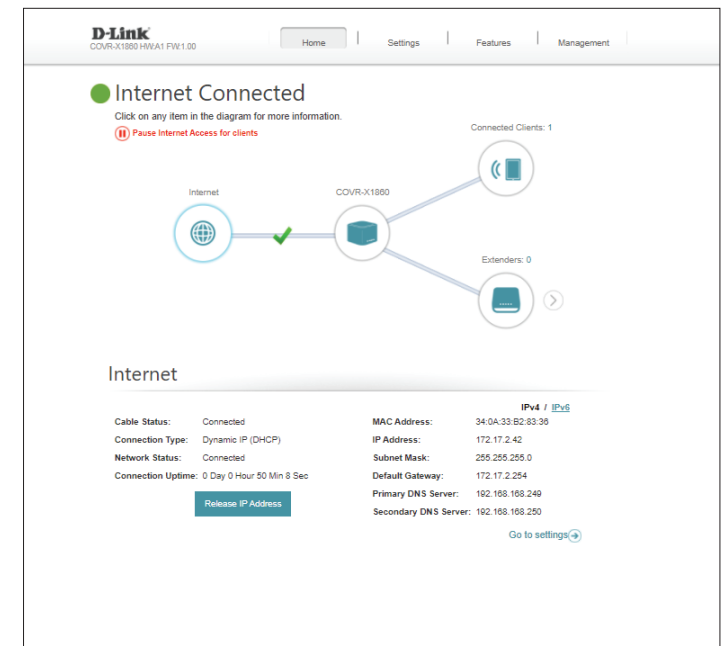 D-Link
COVR-X1860 HW:A1 FW:1.00
Home
Settings
Features
Management
Internet Connected
Click on any item in the diagram for more information.
Pause Internet Access for clients
Connected Clients: 1
Internet
COVR-X1860
Extenders: 0
Internet
IPv4 / IPv6
Cable Status: Connected
Connection Type: Dynamic IP (DHCP)
Network Status: Connected
Connection Uptime: 0 Day 0 Hour 50 Min 8 Sec
Release IP Address
MAC Address: 34:0A:33:B2:83:36
IP Address: 172.17.2.42
Subnet Mask: 255.255.255.0
Default Gateway: 172.17.2.254
Primary DNS Server: 192.168.168.249
Secondary DNS Server: 192.168.168.250
Go to settings